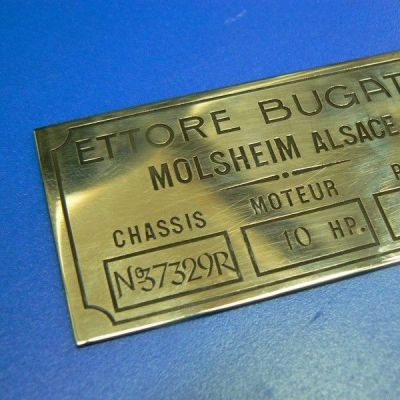 ETTORE BUGAT
MOLSHEIM ALSACE
CHASSIS MOTEUR
No37329R 10 HP.